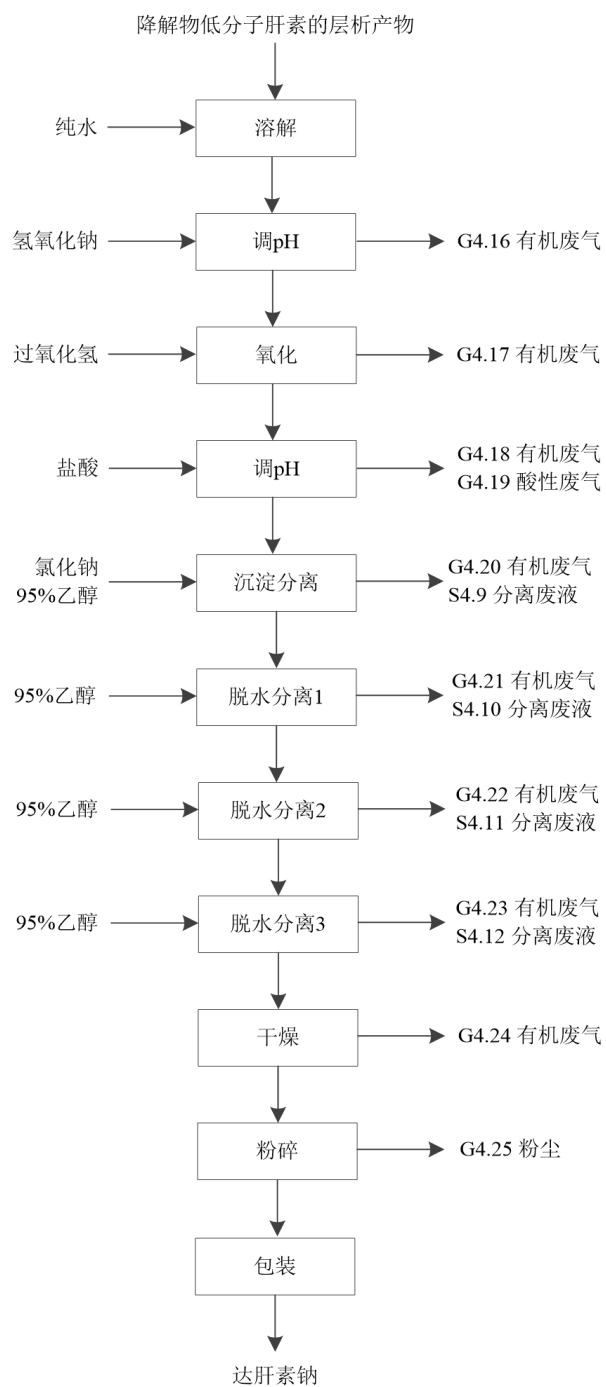 降解物低分子肝素的层析产物
纯水
溶解
氢氧化钠
调pH
G4.16 有机废气
过氧化氢
氧化
G4.17 有机废气
盐酸
调pH
G4.18 有机废气
G4.19 酸性废气
氯化钠
95%乙醇
沉淀分离
G4.20 有机废气
S4.9 分离废液
95%乙醇
脱水分离1
G4.21 有机废气
S4.10 分离废液
95%乙醇
脱水分离2
G4.22 有机废气
S4.11 分离废液
95%乙醇
脱水分离3
G4.23 有机废气
S4.12 分离废液
干燥
G4.24 有机废气
粉碎
G4.25 粉尘
包装
达肝素钠